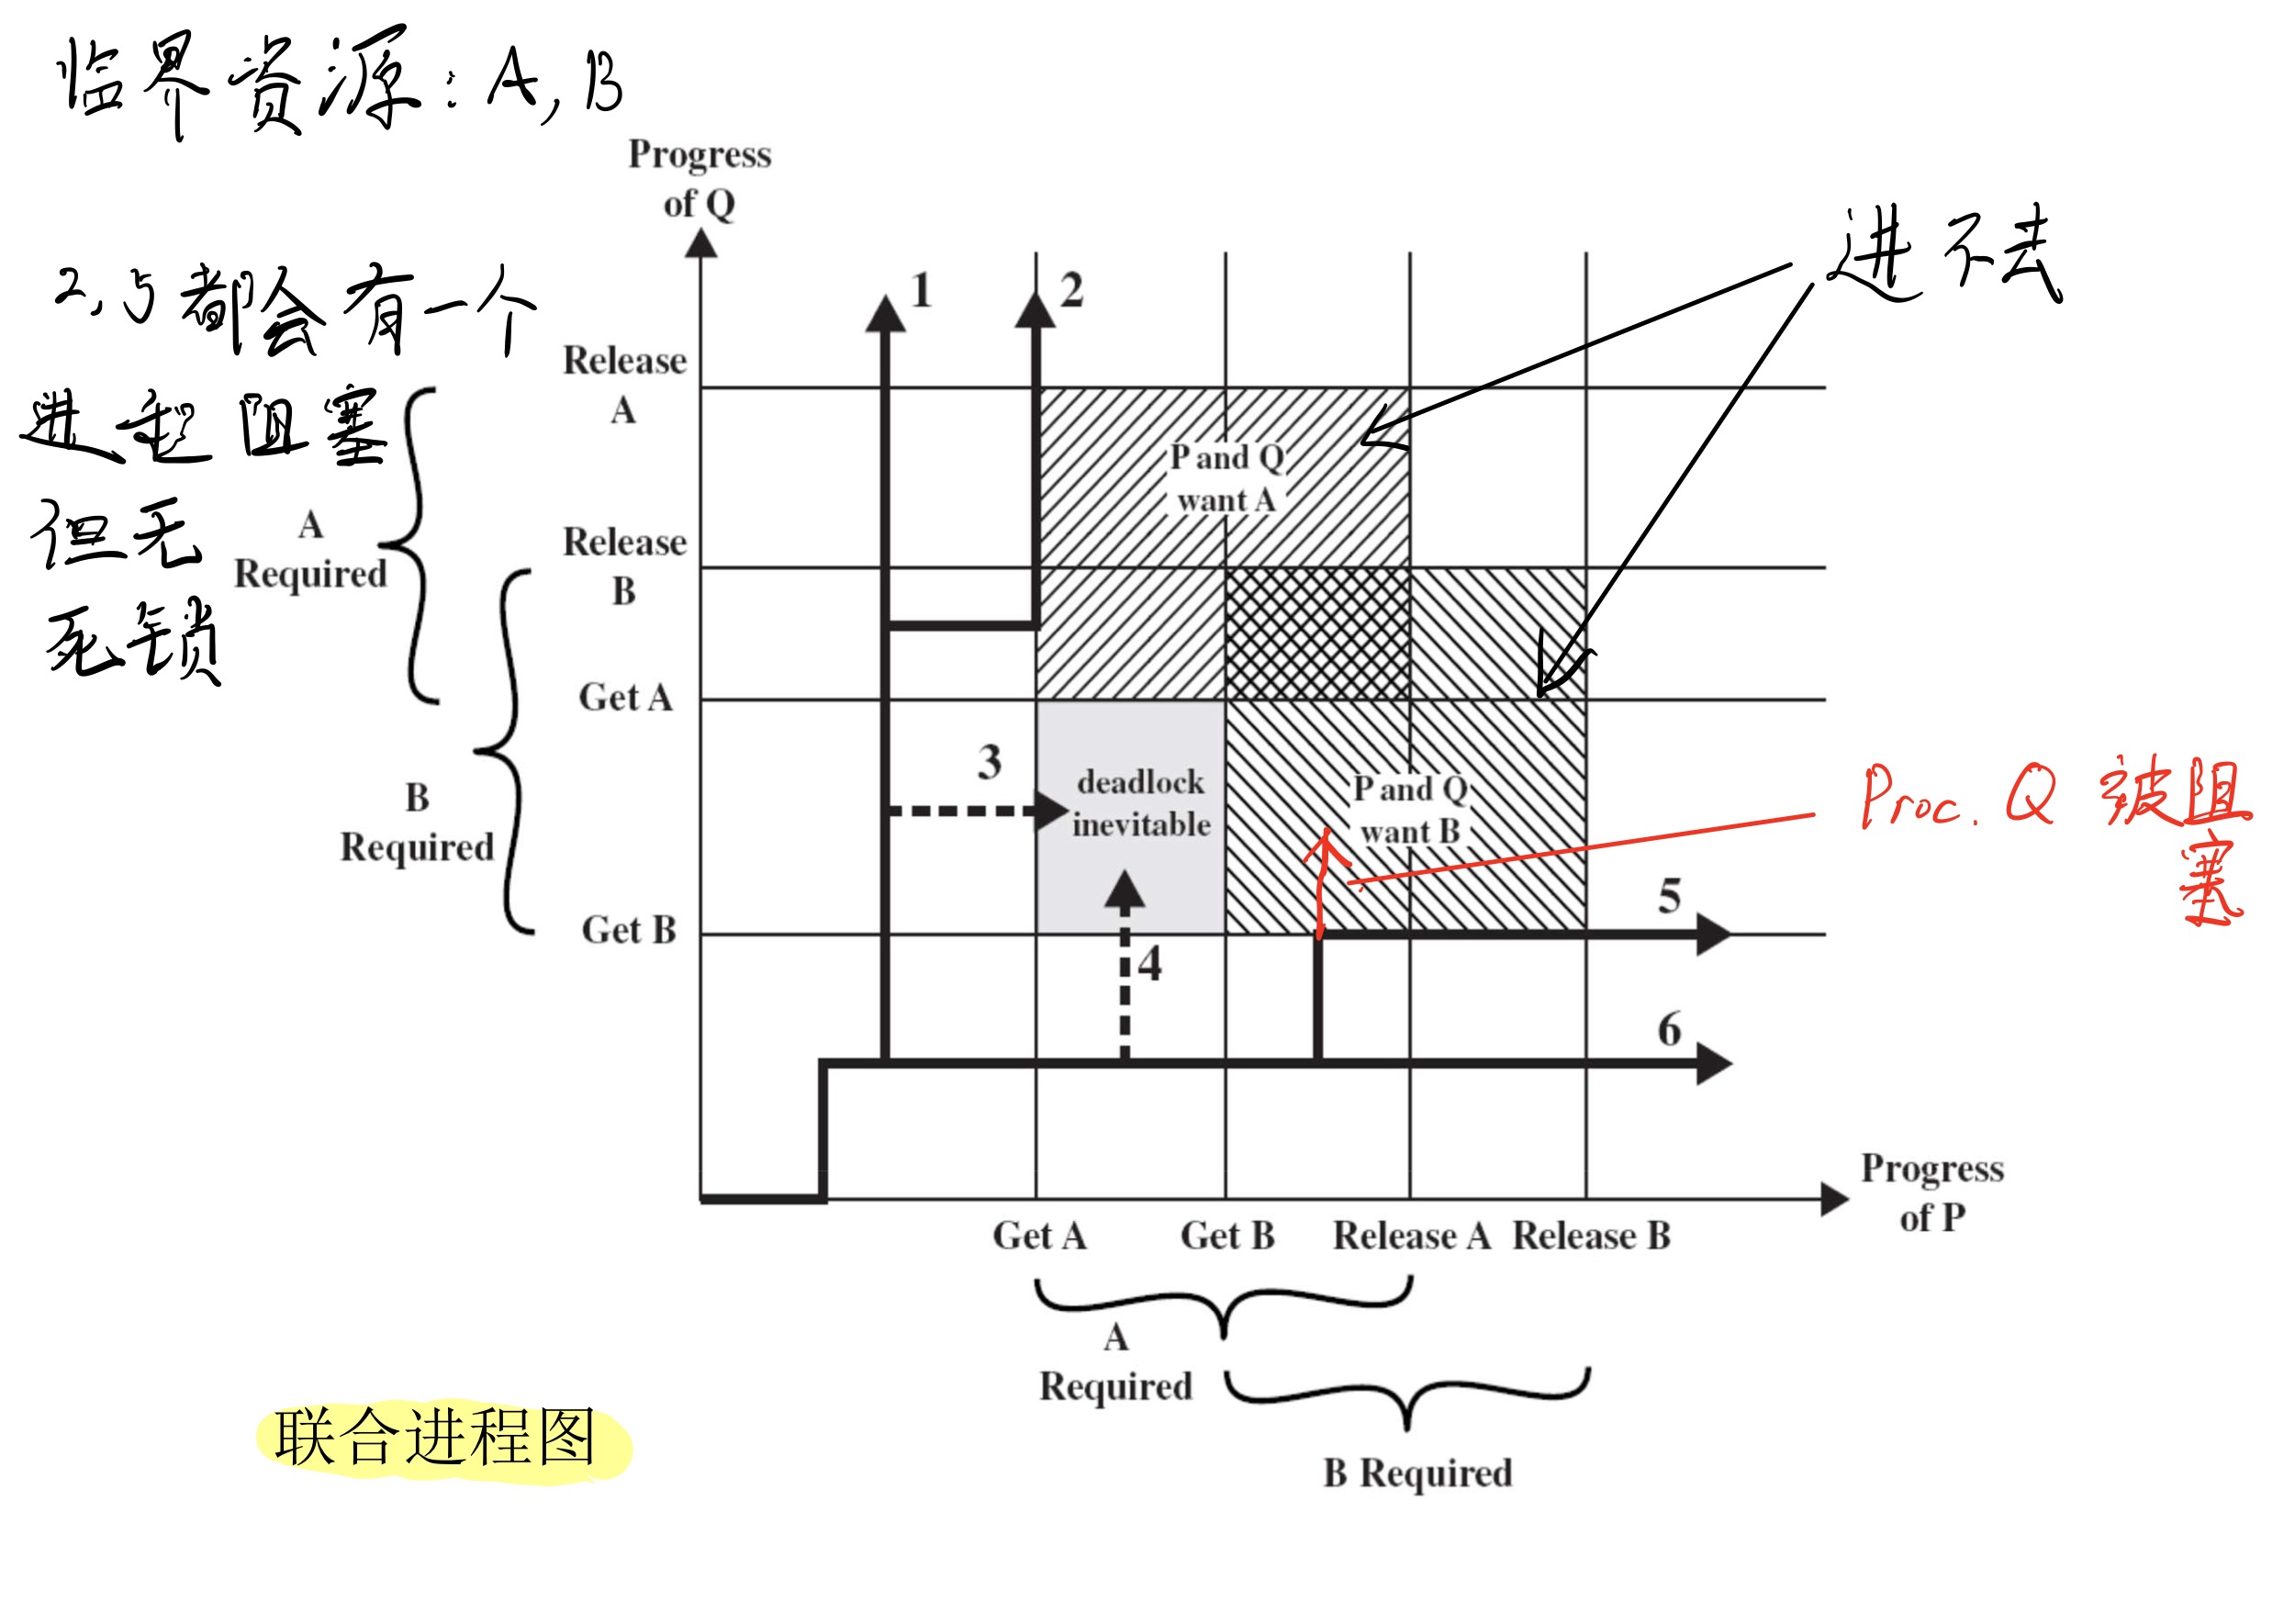 临界资源：A，B
Progress
of Q
进不去
1
2
2，5都会有一个
进程阻塞
但无
死锁
Release
A
P and Q
want A
A
Required
Release
B
Get A
3
deadlock
inevitable
P and Q
want B
Proc. Q 被阻
塞
B
Required
5
Get B
4
6
Progress
of P
Get A
Get B
Release A
Release B
A
Required
B Required
联合进程图